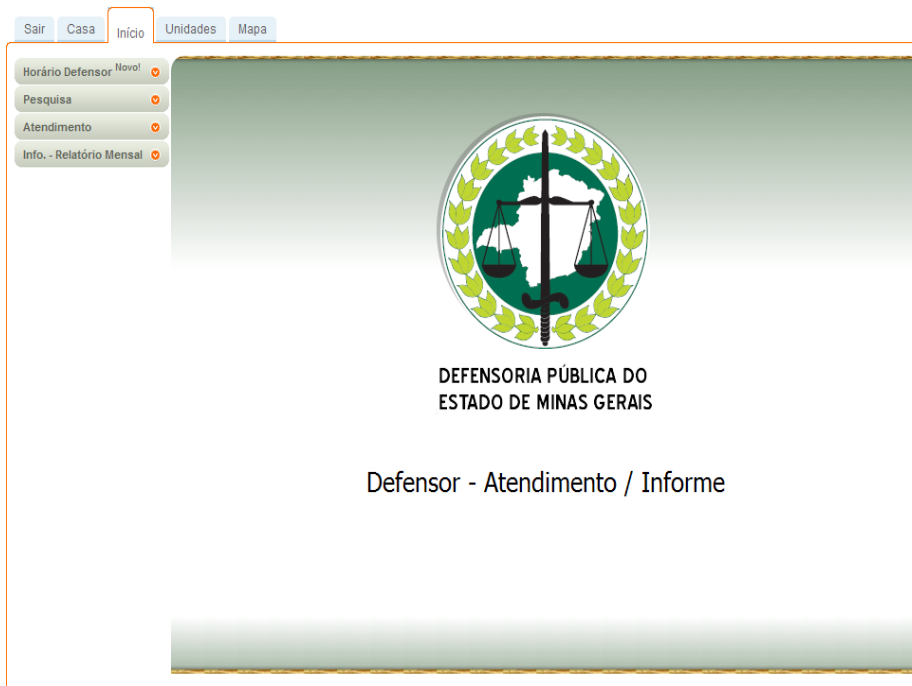 Sair Casa Início Unidades Mapa
Horário Defensor Novo!
Pesquisa
Atendimento
Info. - Relatório Mensal
DEFENSORIA PÚBLICA DO
ESTADO DE MINAS GERAIS
Defensor - Atendimento / Informe